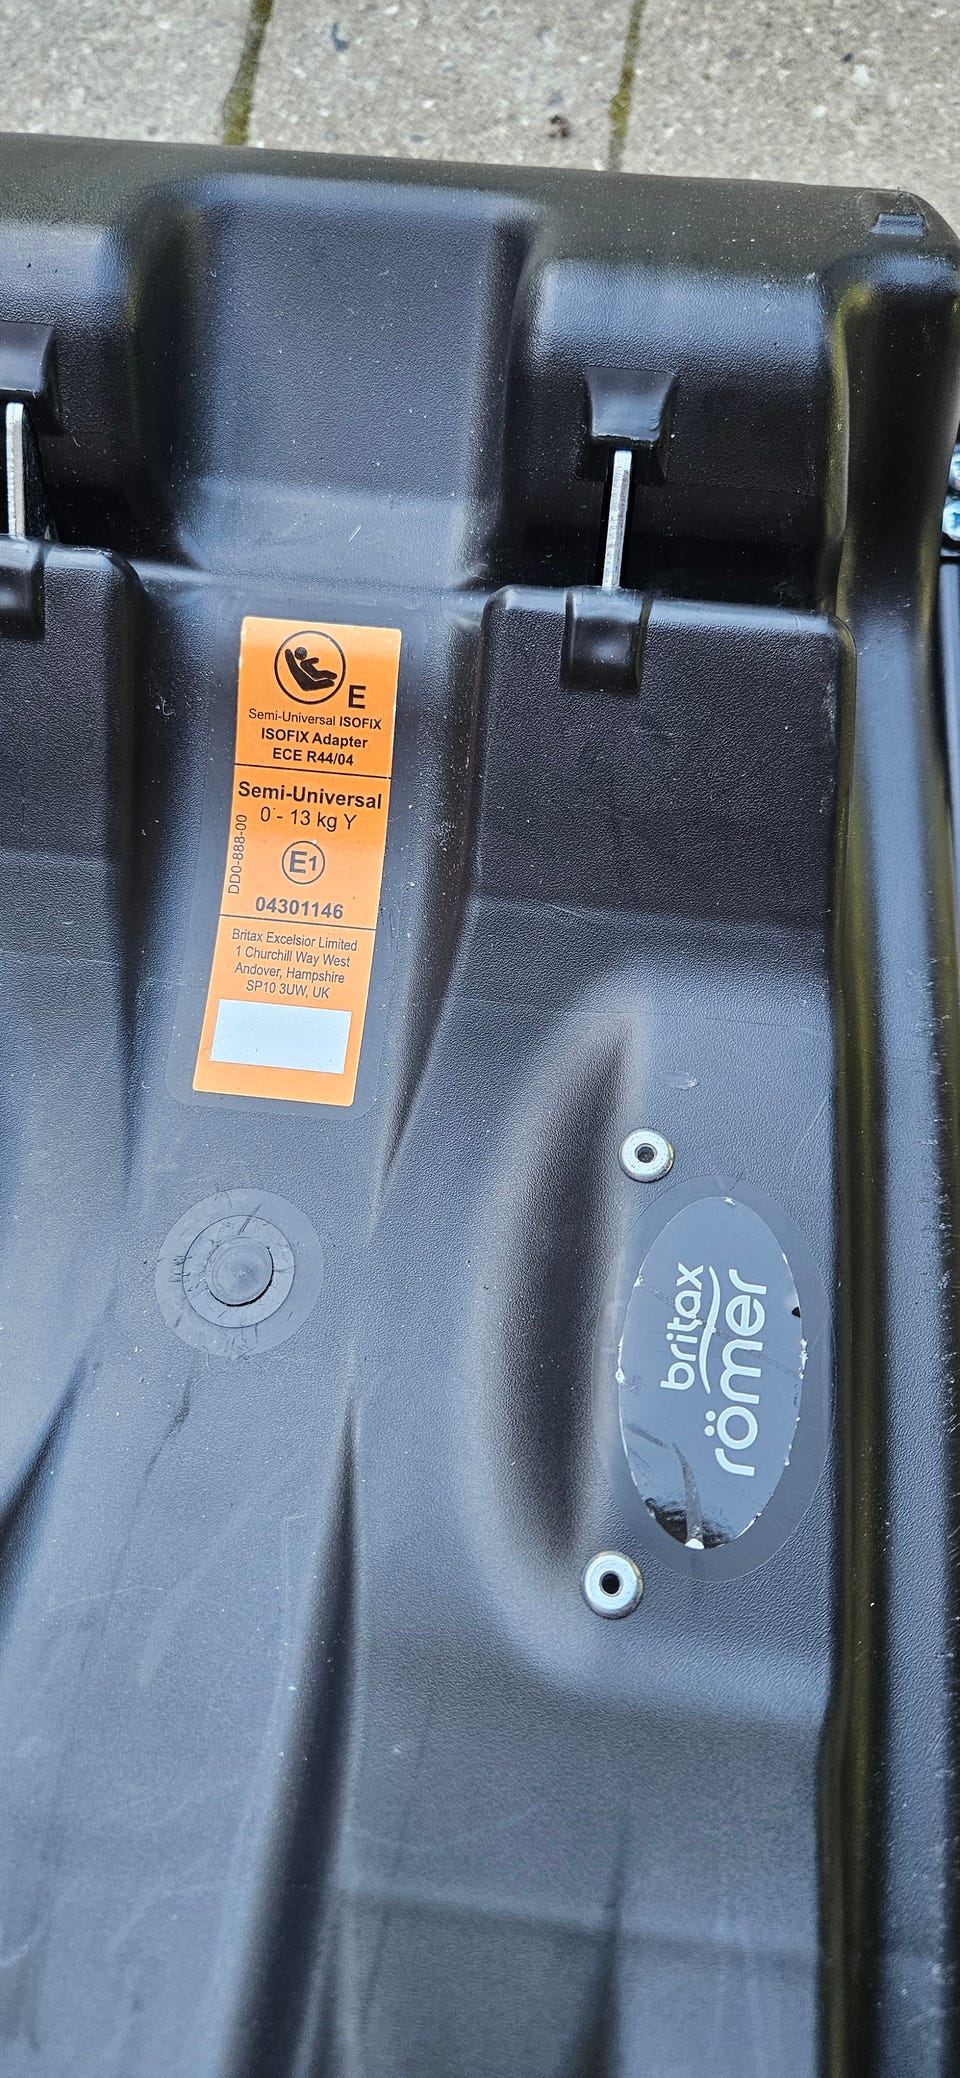 E
Semi-Universal ISOFIX
ISOFIX Adapter
ECE R44/04
Semi-Universal
0 - 13 kg Y
DD0-888-00
E1
04301146
Britax Excelsior Limited
1 Churchill Way West
Andover, Hampshire
SP10 3UW, UK
britax
römer